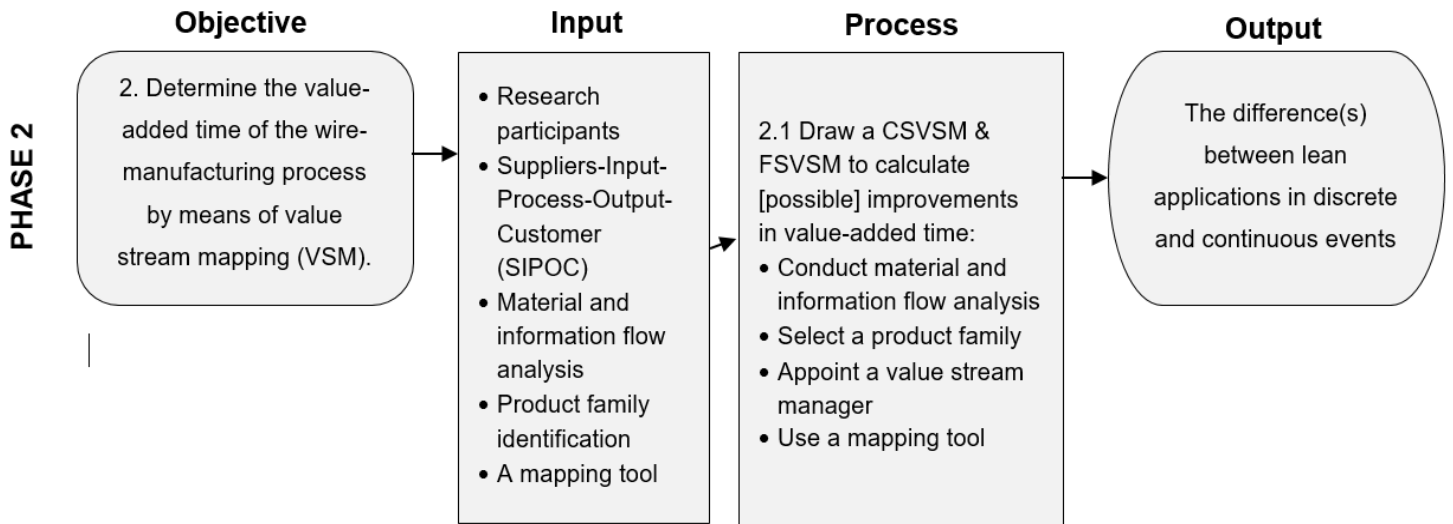 Objective
Input
Process
Output
PHASE 2
2. Determine the value-
added time of the wire-
manufacturing process
by means of value
stream mapping (VSM).
• Research
participants
• Suppliers-Input-
Process-Output-
Customer
(SIPOC)
• Material and
information flow
analysis
• Product family
identification
• A mapping tool
2.1 Draw a CSVSM &
FSVSM to calculate
[possible] improvements
in value-added time:
• Conduct material and
information flow analysis
• Select a product family
• Appoint a value stream
manager
• Use a mapping tool
The difference(s)
between lean
applications in discrete
and continuous events